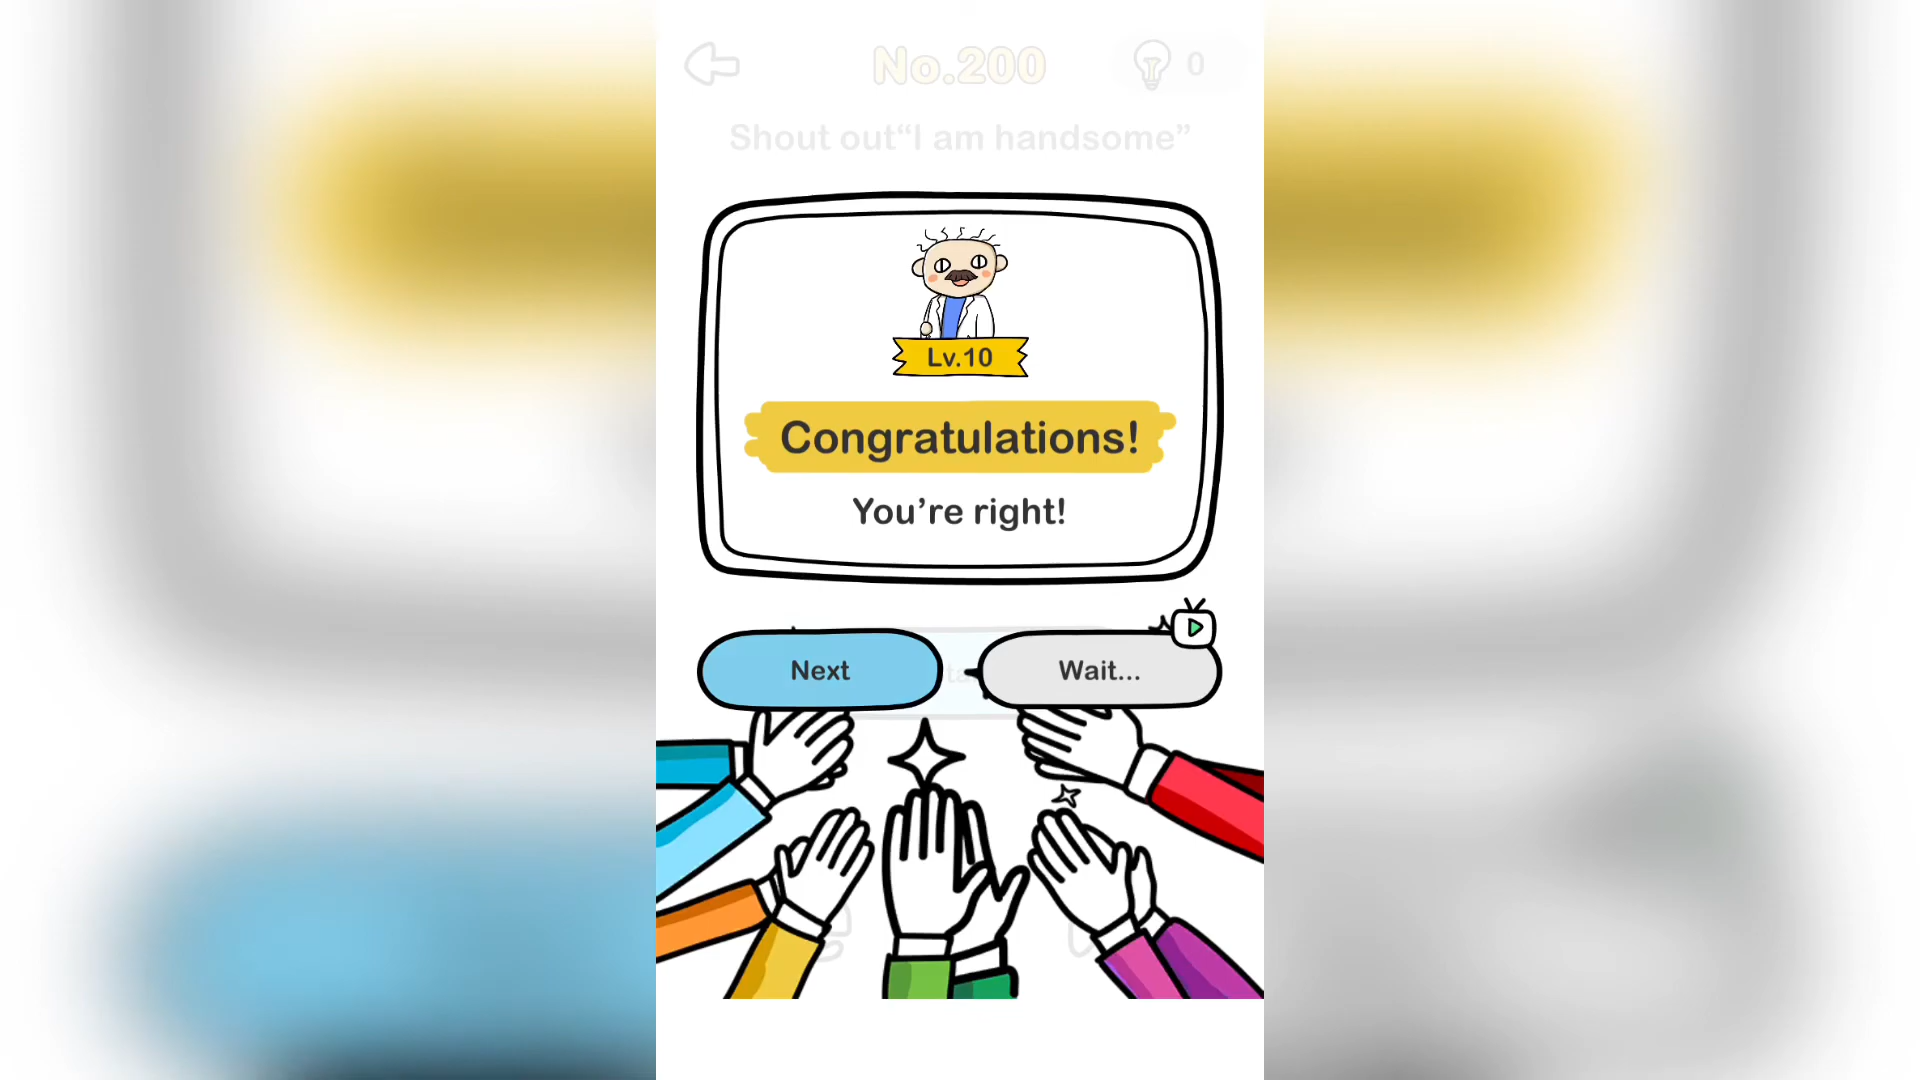 No.200
0
Shout out“I am handsome”
Lv.10
Congratulations!
You’re right!
Next
Wait...